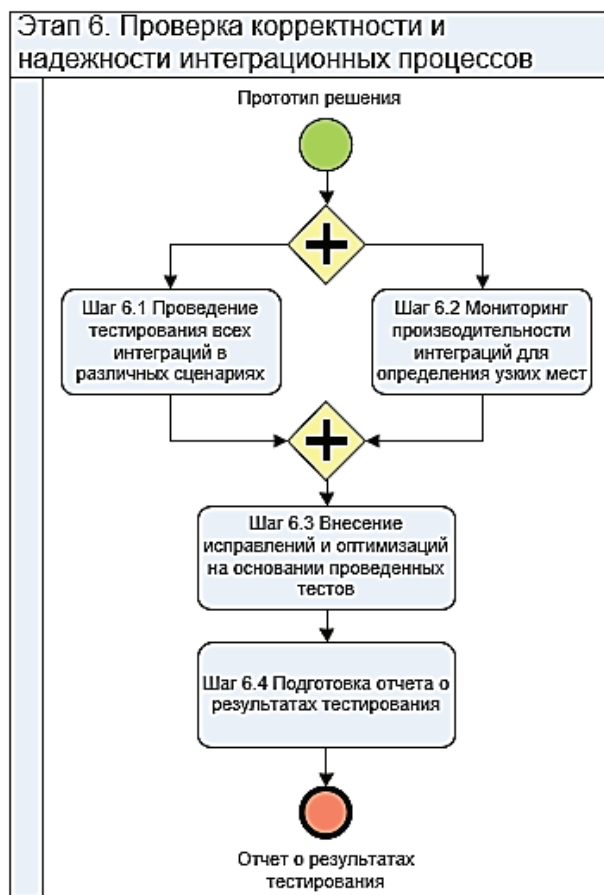 Этап 6. Проверка корректности и
надежности интеграционных процессов
Прототип решения
Шаг 6.1 Проведение
тестирования всех
интеграций в
различных сценариях
Шаг 6.2 Мониторинг
производительности
интеграций для
определения узких мест
Шаг 6.3 Внесение
исправлений и оптимизаций
на основании проведенных
тестов
Шаг 6.4 Подготовка отчета о
результатах тестирования
Отчет о результатах
тестирования